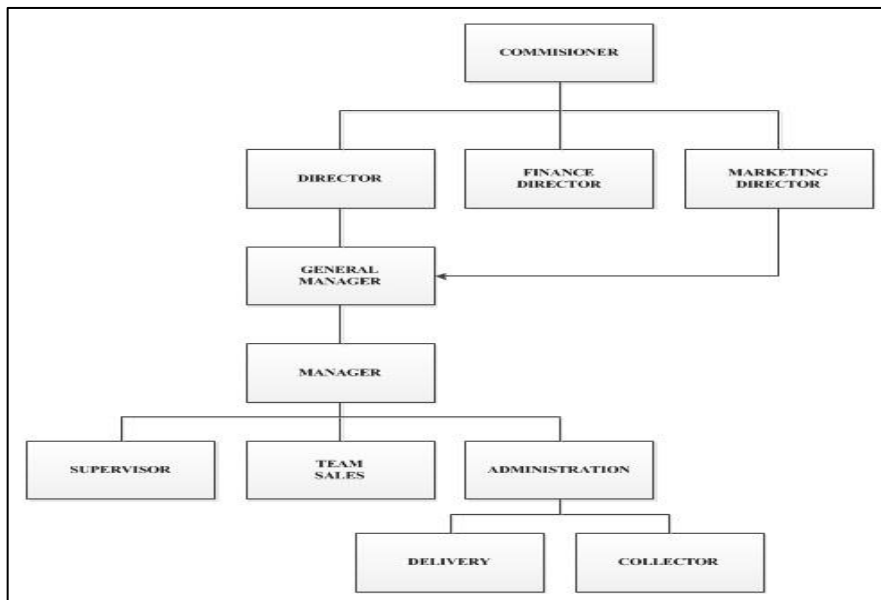 COMMISIONER
DIRECTOR
FINANCE
DIRECTOR
MARKETING
DIRECTOR
GENERAL
MANAGER
MANAGER
SUPERVISOR
TEAM
SALES
ADMINISTRATION
DELIVERY
COLLECTOR